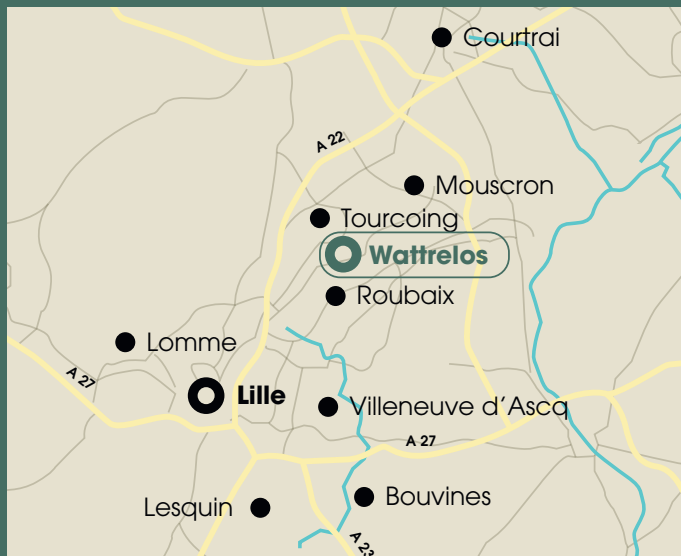 Courtrai
A 22
Mouscron
Tourcoing
Wattrelos
Roubaix
Lomme
A 27
Lille
Villeneuve d'Ascq
A 27
Bouvines
Lesquin
A 23